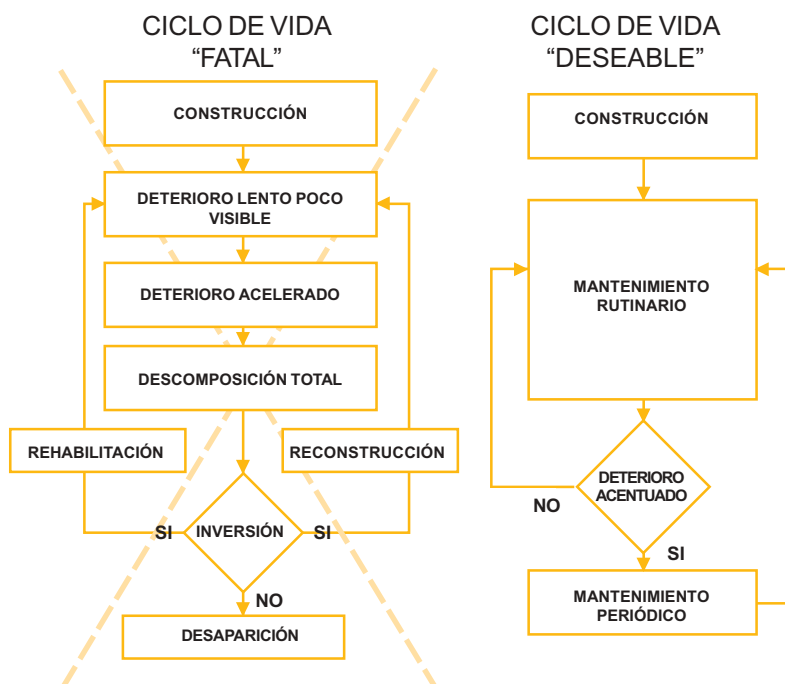 CICLO DE VIDA
“FATAL”
CONSTRUCCIÓN
DETERIORO LENTO POCO
VISIBLE
DETERIORO ACELERADO
DESCOMPOSICIÓN TOTAL
REHABILITACIÓN
RECONSTRUCCIÓN
SI
INVERSIÓN
SI
NO
DESAPARICIÓN
CICLO DE VIDA
“DESEABLE”
CONSTRUCCIÓN
MANTENIMIENTO
RUTINARIO
DETERIORO
ACENTUADO
NO
SI
MANTENIMIENTO
PERIÓDICO